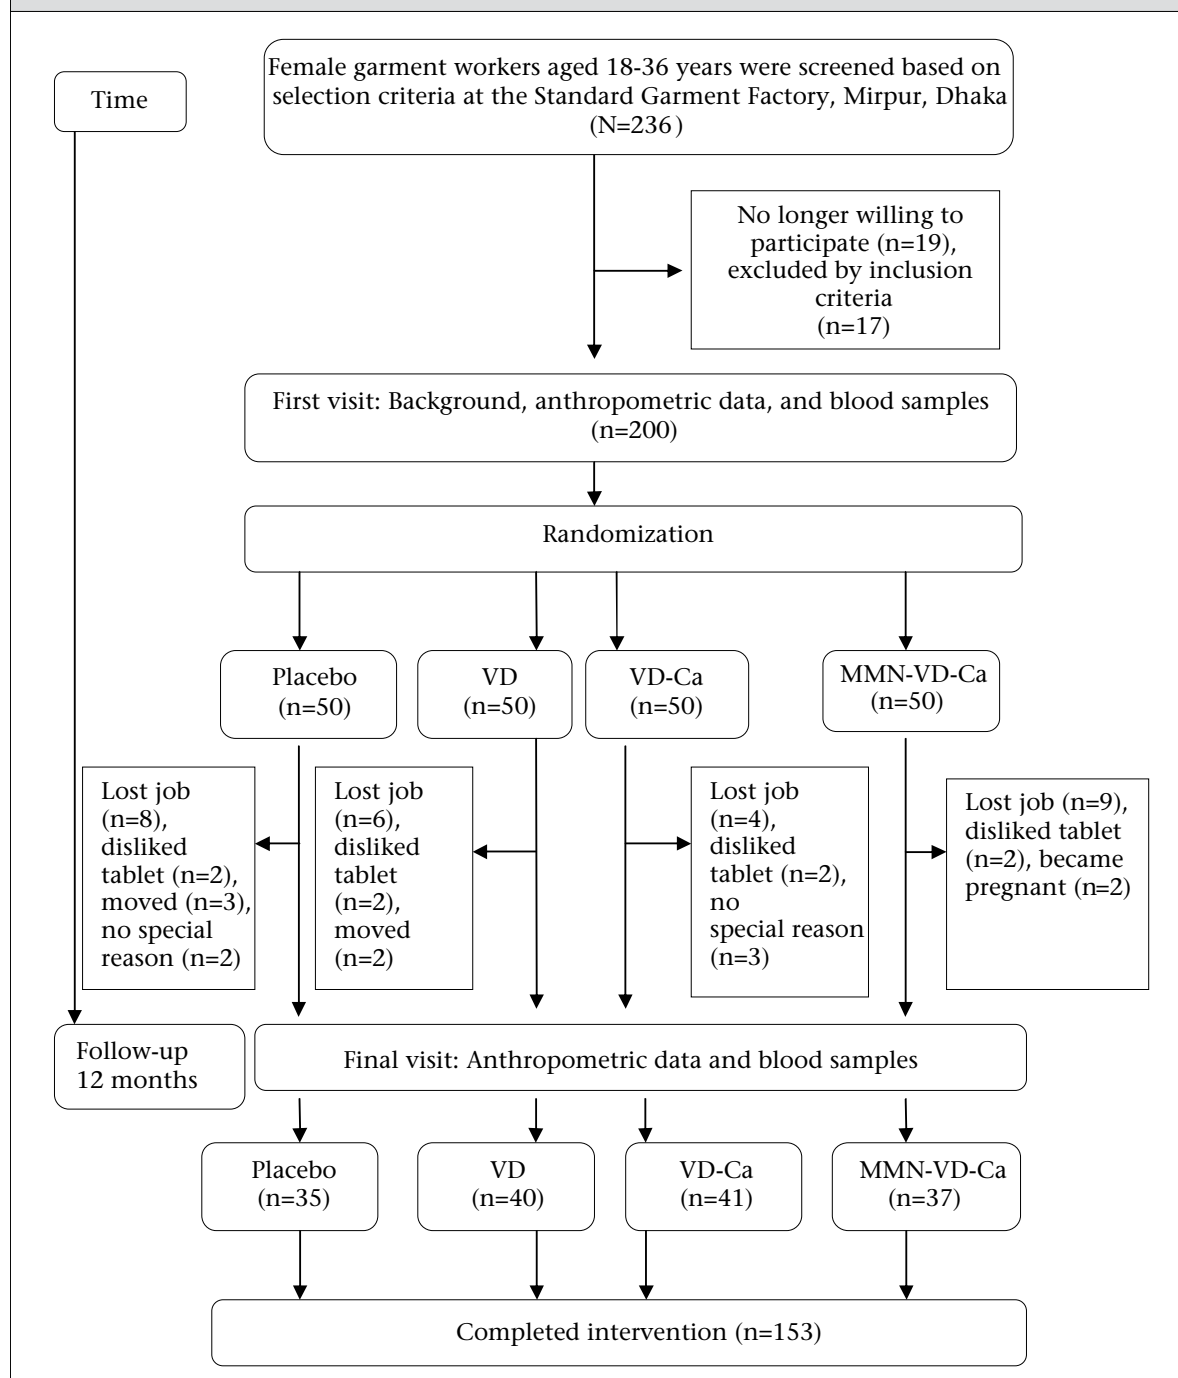 Time
Female garment workers aged 18-36 years were screened based on
selection criteria at the Standard Garment Factory, Mirpur, Dhaka
(N=236)
No longer willing to
participate (n=19),
excluded by inclusion
criteria
(n=17)
First visit: Background, anthropometric data, and blood samples
(n=200)
Randomization
Placebo
(n=50)
VD
(n=50)
VD-Ca
(n=50)
MMN-VD-Ca
(n=50)
Lost job
(n=8),
disliked
tablet (n=2),
moved (n=3),
no special
reason (n=2)
Lost job
(n=6),
disliked
tablet
(n=2),
moved
(n=2)
Lost job
(n=4),
disliked
tablet (n=2),
no
special reason
(n=3)
Lost job (n=9),
disliked tablet
(n=2), became
pregnant (n=2)
Follow-up
12 months
Final visit: Anthropometric data and blood samples
Placebo
(n=35)
VD
(n=40)
VD-Ca
(n=41)
MMN-VD-Ca
(n=37)
Completed intervention (n=153)